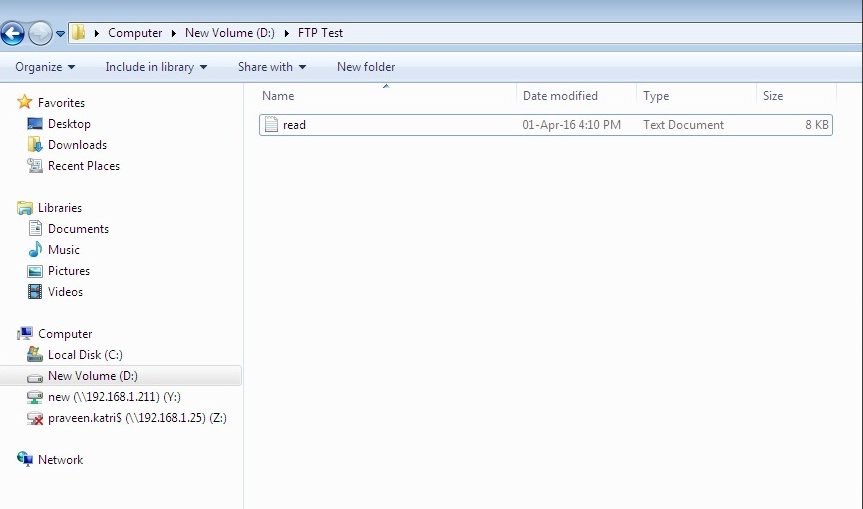 Computer New Volume (D:) FTP Test
Organize Include in library Share with New folder
Name Date modified Type Size
read 01-Apr-16 4:10 PM Text Document 8 KB
Favorites
Desktop
Downloads
Recent Places
Libraries
Documents
Music
Pictures
Videos
Computer
Local Disk (C:)
New Volume (D:)
new (\\192.168.1.211) (Y:)
praveen.katri$ (\\192.168.1.25) (Z:)
Network